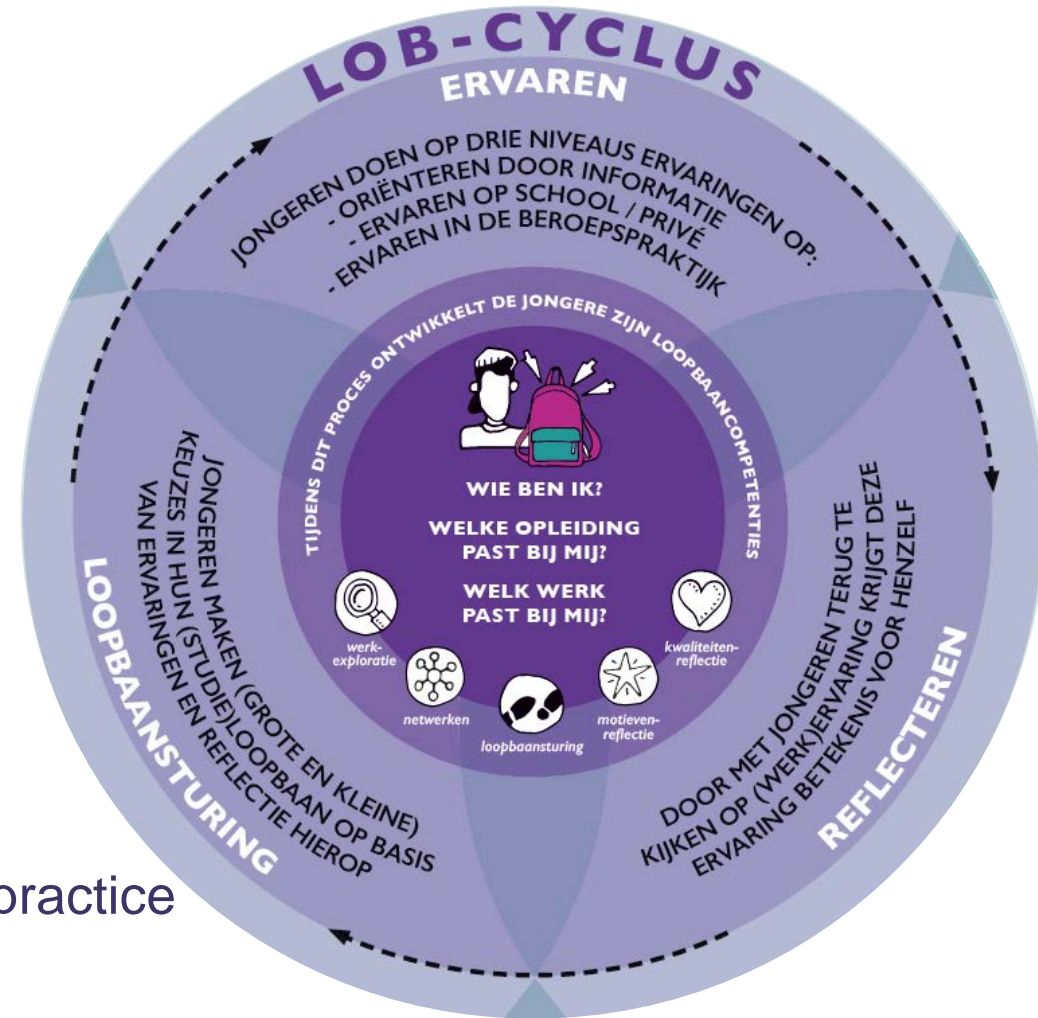 LOB-CYCLUS
ERVAREN
JONGEREN DOEN OP DRIE NIVEAUS ERVARINGEN OP:
- ORIËNTEREN DOOR INFORMATIE
- ERVAREN OP SCHOOL / PRIVÉ
- ERVAREN IN DE BEROEPSPRAKTIJK
TIJDENS DIT PROCES ONTWIKKELT DE JONGERE ZIJN LOOPBAANCOMPETENTIES
WIE BEN IK?
WELKE OPLEIDING
PAST BIJ MIJ?
WELK WERK
PAST BIJ MIJ?
werk-
exploratie
netwerken
loopbaansturing
motieven-
reflectie
kwaliteiten-
reflectie
REFLECTEREN
DOOR MET JONGEREN TERUG TE
KIJKEN OP (WERK)ERVARING KRIJGT DEZE
ERVARING BETEKENIS VOOR HENZELF
LOOPBAANSTURING
JONGEREN MAKEN (GROTE EN KLEINE)
KEUZES IN HUN (STUDIE)LOOPBAAN OP BASIS
VAN ERVARINGEN EN REFLECTIE HIEROP
practice